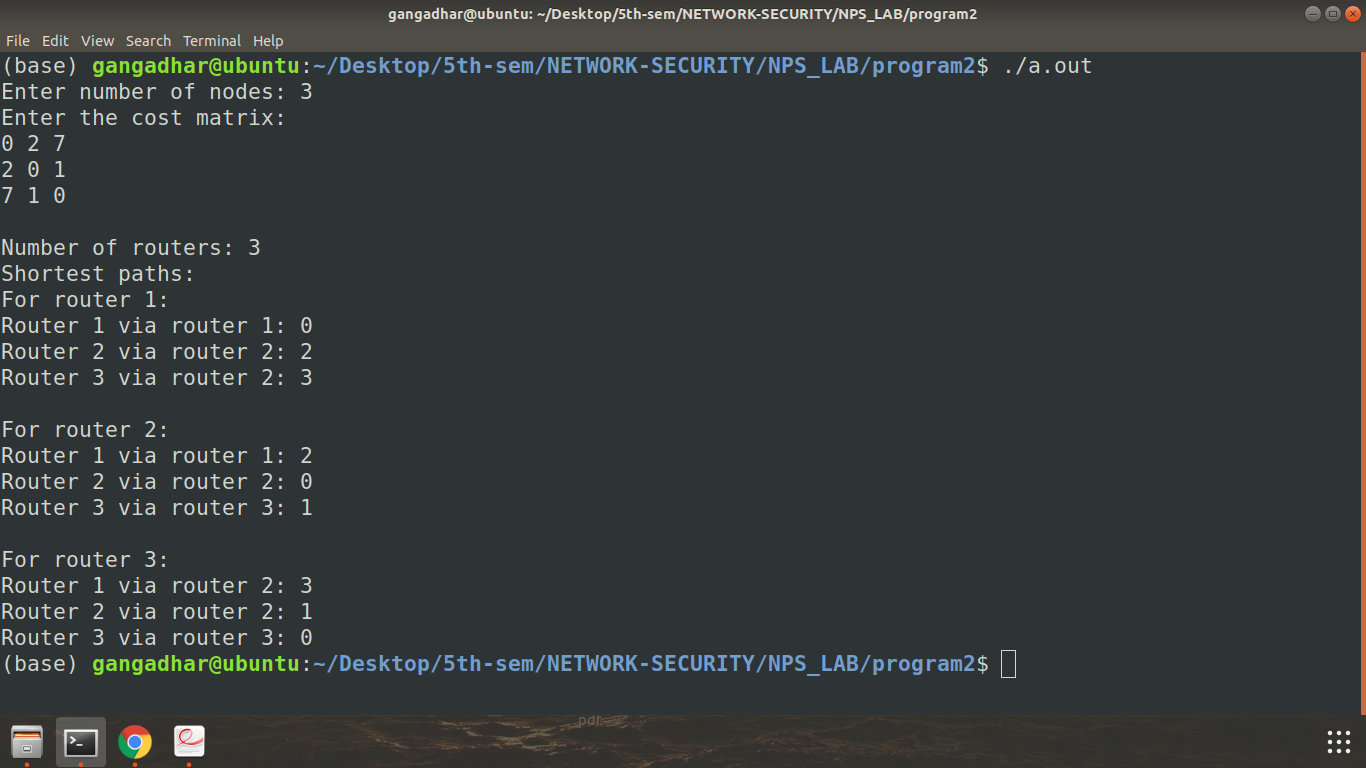 gangadhar@ubuntu: ~/Desktop/5th-sem/NETWORK-SECURITY/NPS_LAB/program2
File Edit View Search Terminal Help
(base) gangadhar@ubuntu:~/Desktop/5th-sem/NETWORK-SECURITY/NPS_LAB/program2$ ./a.out
Enter number of nodes: 3
Enter the cost matrix:
0 2 7
2 0 1
7 1 0
Number of routers: 3
Shortest paths:
For router 1:
Router 1 via router 1: 0
Router 2 via router 2: 2
Router 3 via router 2: 3
For router 2:
Router 1 via router 1: 2
Router 2 via router 2: 0
Router 3 via router 3: 1
For router 3:
Router 1 via router 2: 3
Router 2 via router 2: 1
Router 3 via router 3: 0
(base) gangadhar@ubuntu:~/Desktop/5th-sem/NETWORK-SECURITY/NPS_LAB/program2$